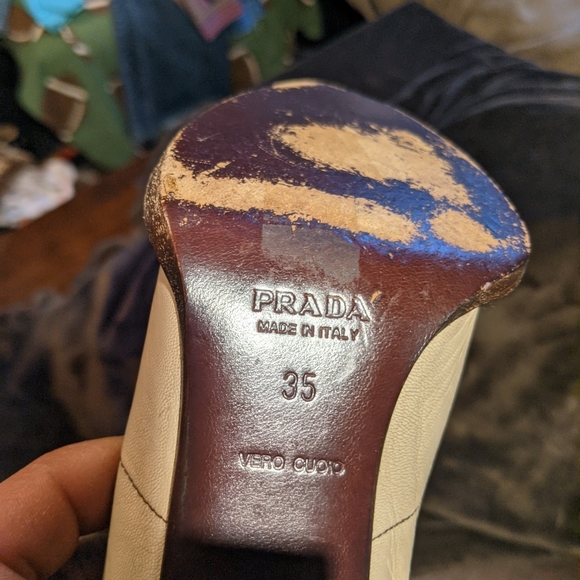 PRADA
MADE IN ITALY
35
VERO CUOIO